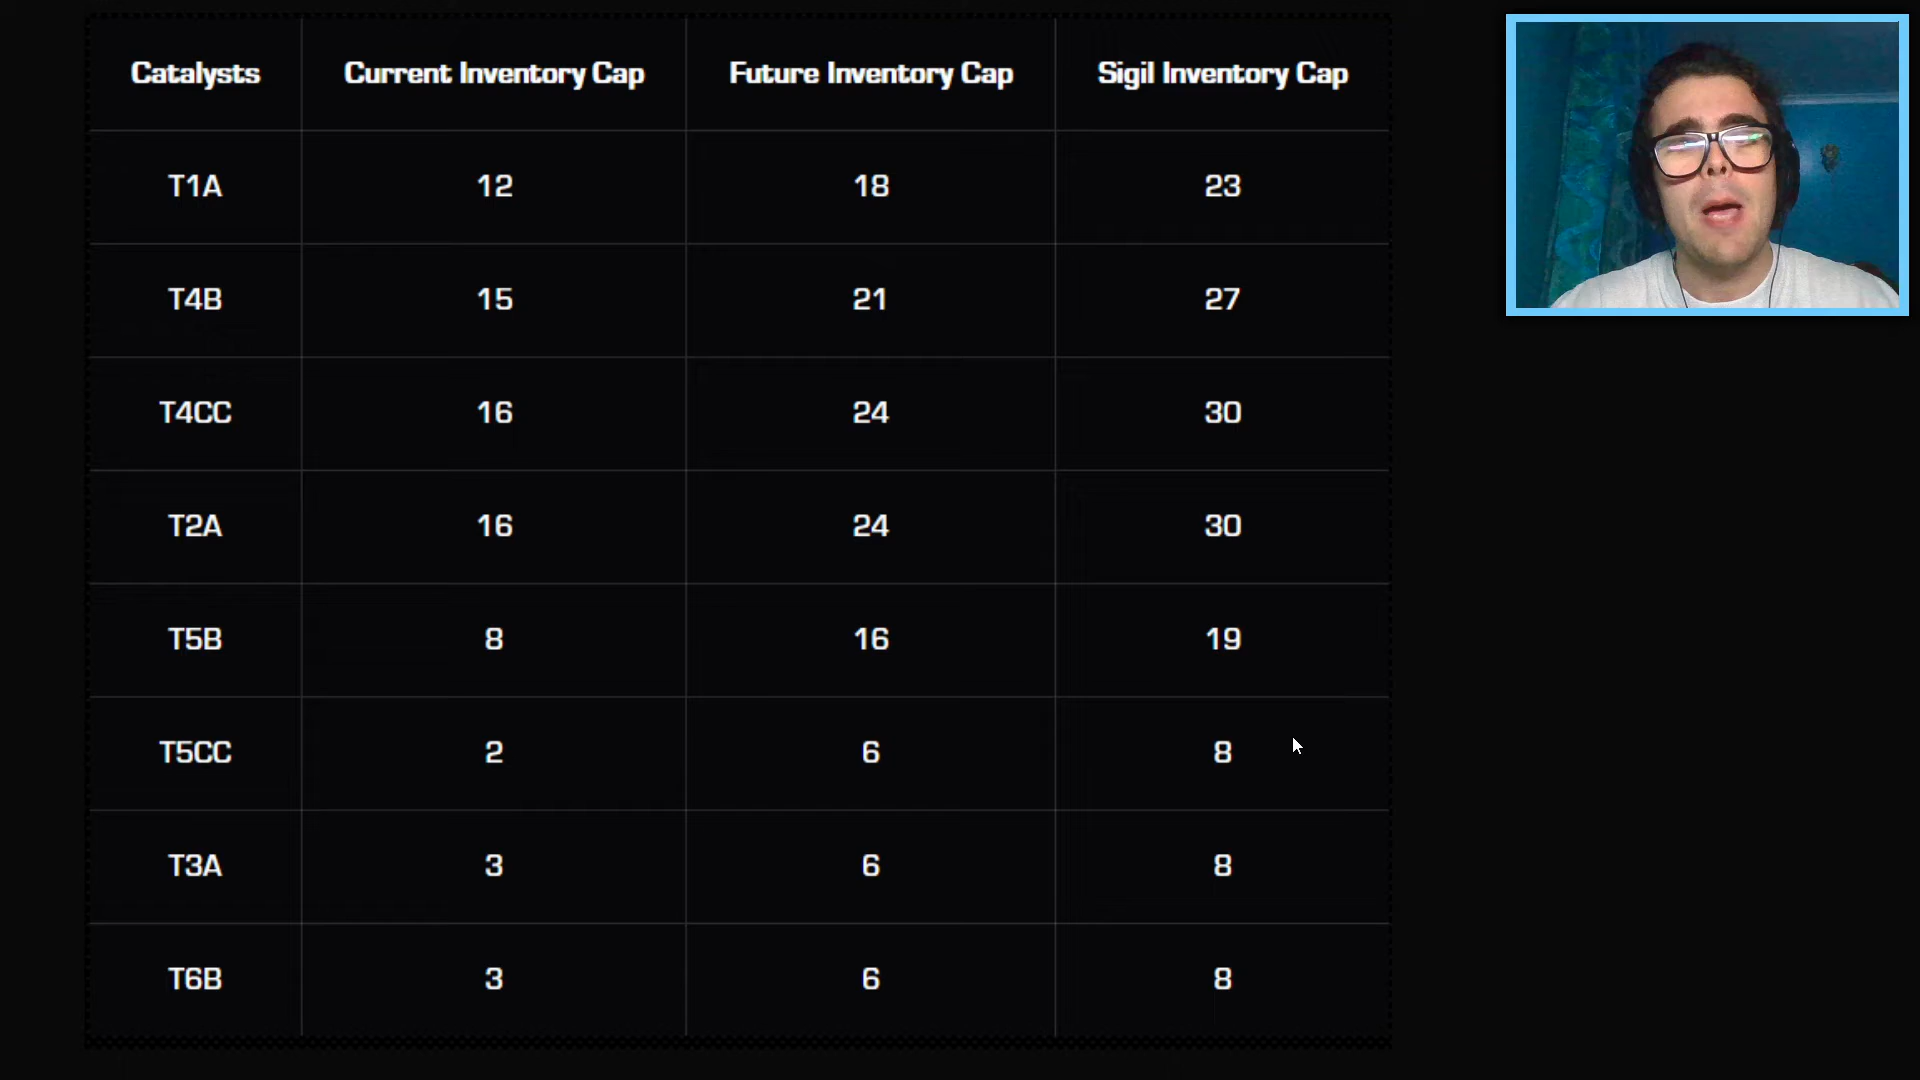 Catalysts Current Inventory Cap Future Inventory Cap Sigil Inventory Cap
T1A 12 18 23
T4B 15 21 27
T4CC 16 24 30
T2A 16 24 30
T5B 8 16 19
T5CC 2 6 8
T3A 3 6 8
T6B 3 6 8